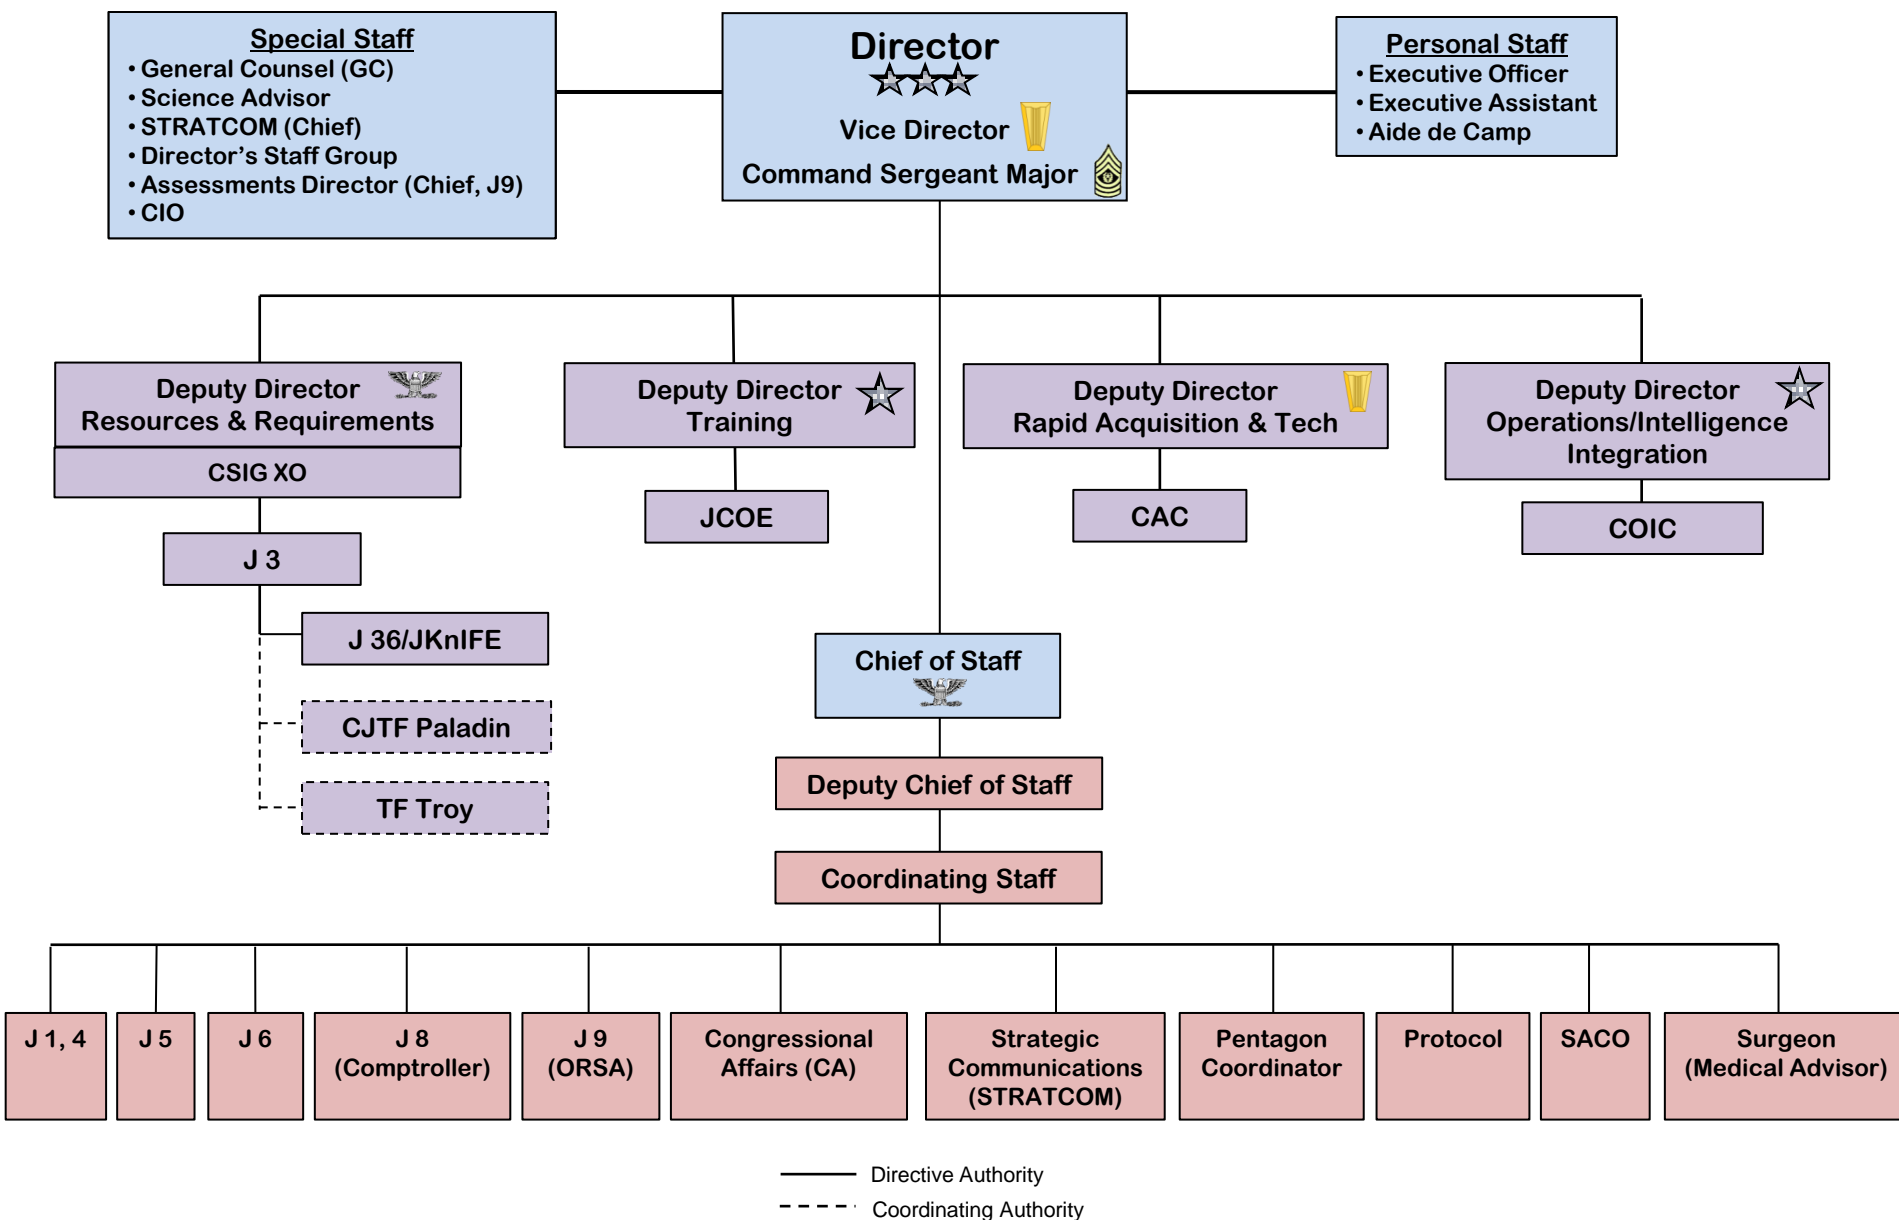 Special Staff
• General Counsel (GC)
• Science Advisor
• STRATCOM (Chief)
• Director’s Staff Group
• Assessments Director (Chief, J9)
• CIO
Director
Vice Director
Command Sergeant Major
Personal Staff
• Executive Officer
• Executive Assistant
• Aide de Camp
Deputy Director
Resources & Requirements
CSIG XO
J 3
J 36/JKnIFE
CJTF Paladin
TF Troy
Deputy Director
Training
JCOE
Deputy Director
Rapid Acquisition & Tech
CAC
Deputy Director
Operations/Intelligence
Integration
COIC
Chief of Staff
Deputy Chief of Staff
Coordinating Staff
J 1, 4
J 5
J 6
J 8
(Comptroller)
J 9
(ORSA)
Congressional
Affairs (CA)
Strategic
Communications
(STRATCOM)
Pentagon
Coordinator
Protocol
SACO
Surgeon
(Medical Advisor)
Directive Authority
Coordinating Authority